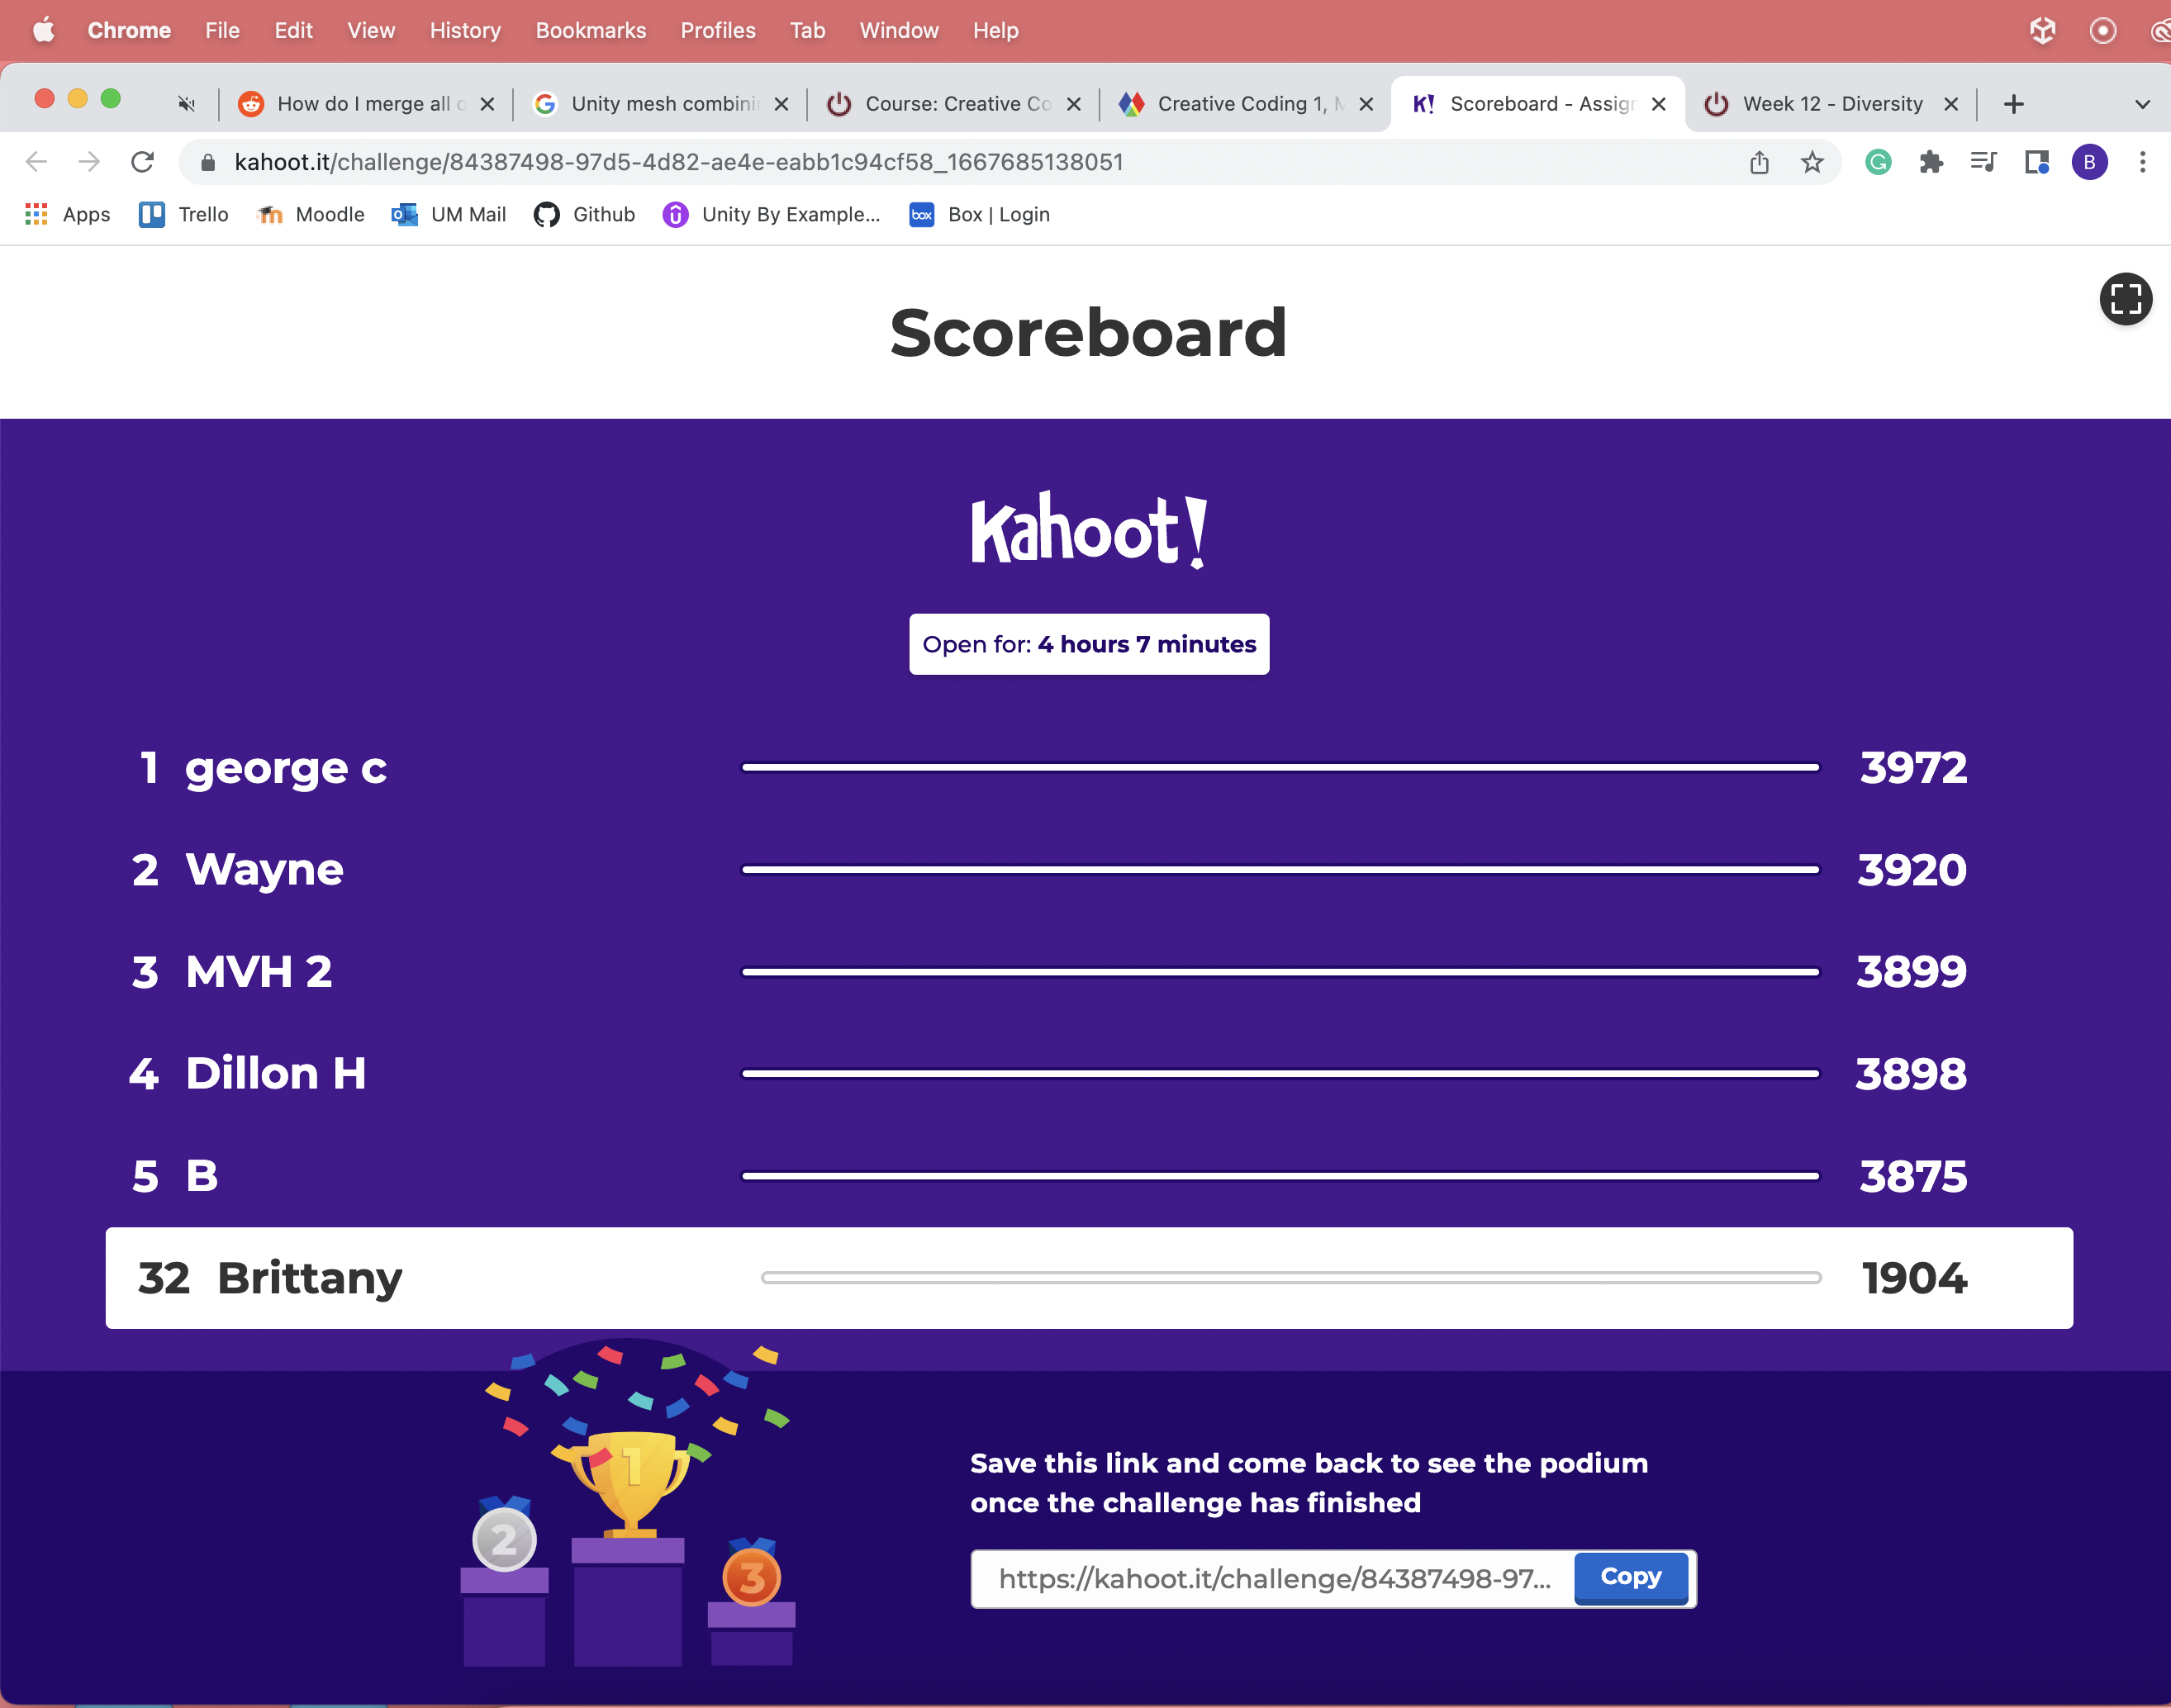 Chrome File Edit View History Bookmarks Profiles Tab Window Help
How do I merge all Unity mesh Course: Creative Creative Coding 1, K! Scoreboard - Week 12 - Diversity
kahoot.it/challenge/84387498-97d5-4d82-ae4e-eabb1c94cf58_1667685138051 G B
Apps Trello Moodle UM Mail Github Unity By Example... box Box | Login
Scoreboard
Kahoot!
Open for: 4 hours 7 minutes
1 george c 3972
2 Wayne 3920
3 MVH 2 3899
4 Dillon H 3898
5 B 3875
32 Brittany 1904
1
2
3
Save this link and come back to see the podium
once the challenge has finished
https://kahoot.it/challenge/84387498-97... Copy